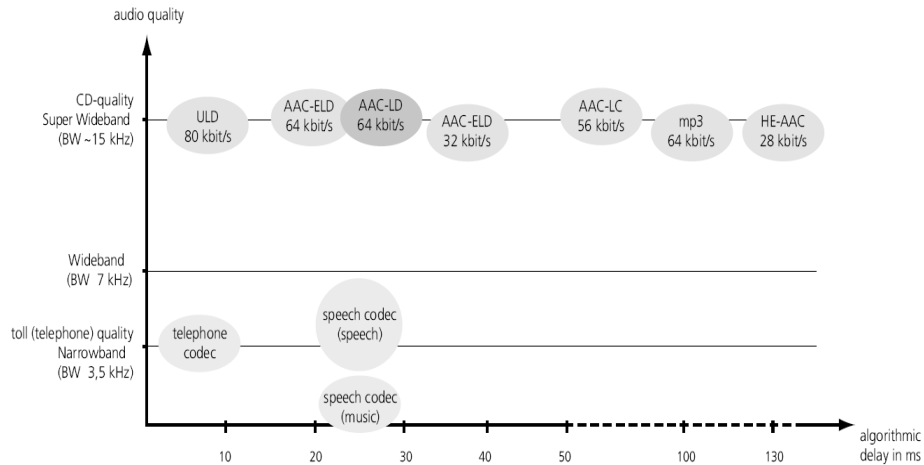 audio quality
CD-quality
Super Wideband
(BW ~15 kHz)
ULD
80 kbit/s
AAC-ELD
64 kbit/s
AAC-LD
64 kbit/s
AAC-ELD
32 kbit/s
AAC-LC
56 kbit/s
mp3
64 kbit/s
HE-AAC
28 kbit/s
Wideband
(BW 7 kHz)
toll (telephone) quality
Narrowband
(BW 3,5 kHz)
telephone
codec
speech codec
(speech)
speech codec
(music)
10 20 30 40 50 100 130
algorithmic
delay in ms